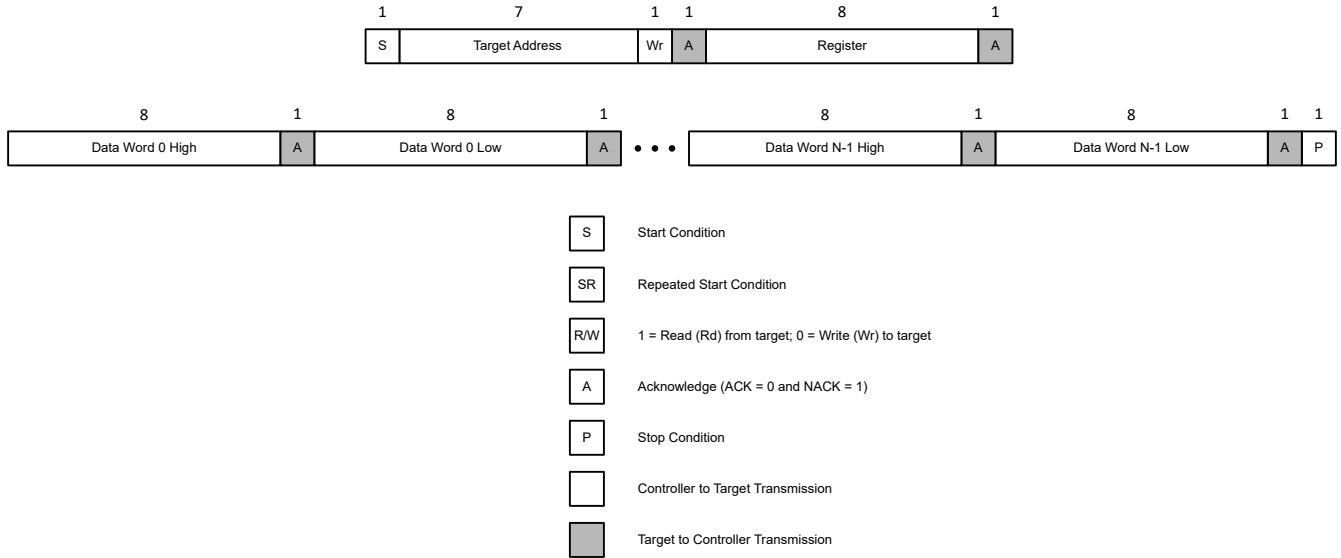 1 7 1 1 8 1
S Target Address Wr A Register A
8 1 8 1 8 1 8 1 1
Data Word 0 High A Data Word 0 Low A • • • Data Word N-1 High A Data Word N-1 Low A P
S Start Condition
SR Repeated Start Condition
R/W 1 = Read (Rd) from target; 0 = Write (Wr) to target
A Acknowledge (ACK = 0 and NACK = 1)
P Stop Condition
Controller to Target Transmission
Target to Controller Transmission